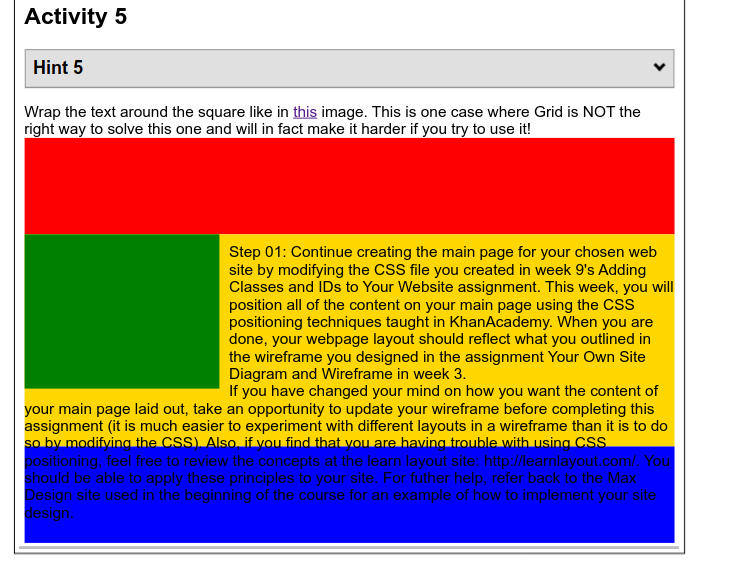 Activity 5
Hint 5
Wrap the text around the square like in this image. This is one case where Grid is NOT the
right way to solve this one and will in fact make it harder if you try to use it!
Step 01: Continue creating the main page for your chosen web
site by modifying the CSS file you created in week 9's Adding
Classes and IDs to Your Website assignment. This week, you will
position all of the content on your main page using the CSS
positioning techniques taught in KhanAcademy. When you are
done, your webpage layout should reflect what you outlined in
the wireframe you designed in the assignment Your Own Site
Diagram and Wireframe in week 3.
If you have changed your mind on how you want the content of
your main page laid out, take an opportunity to update your wireframe before completing this
assignment (it is much easier to experiment with different layouts in a wireframe than it is to do
so by modifying the CSS). Also, if you find that you are having trouble with using CSS
positioning, feel free to review the concepts at the learn layout site: http://learnlayout.com/. You
should be able to apply these principles to your site. For futher help, refer back to the Max
Design site used in the beginning of the course for an example of how to implement your site
design.